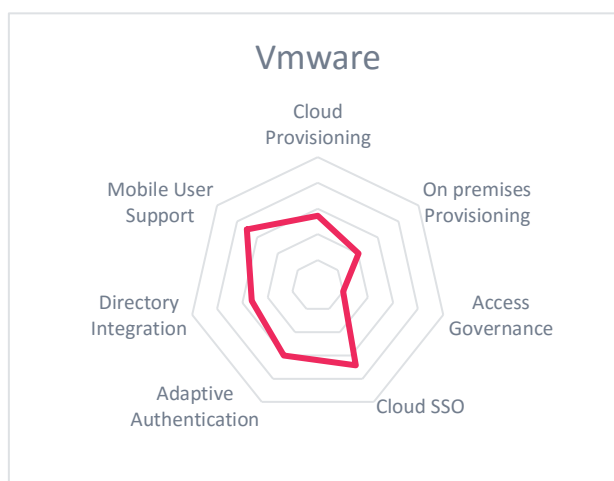 Vmware
Cloud
Provisioning
On premises
Provisioning
Access
Governance
Cloud SSO
Adaptive
Authentication
Directory
Integration
Mobile User
Support